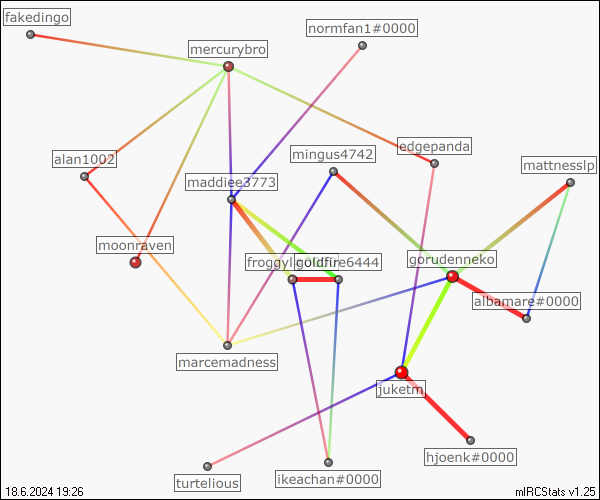 fakedingo
normfan1#0000
mercurybro
edgepanda
mingus4742
alan1002
mattnesslp
maddiee3773
moonraven
goldfire6444
gorudenneko
albamare#0000
marcemadness
juketm
hjoenk#0000
turtelious
ikeachan#0000
18.6.2024 19:26
mIRCStats v1.25